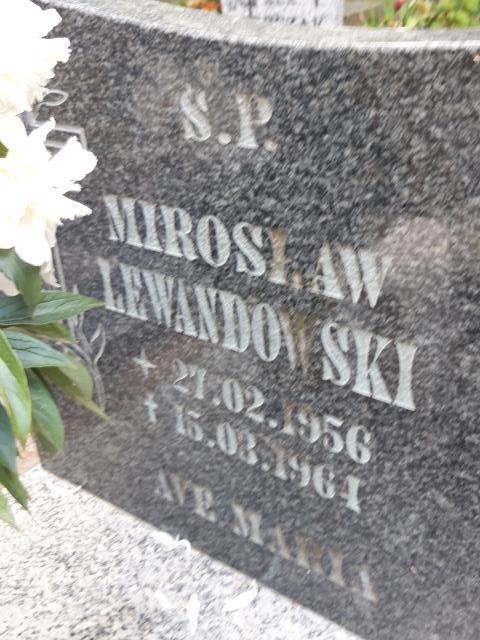 Ś.P.
MIROSŁAW
LEWANDOWSKI
27.02.1956
15.03.1964
AVE MARIA